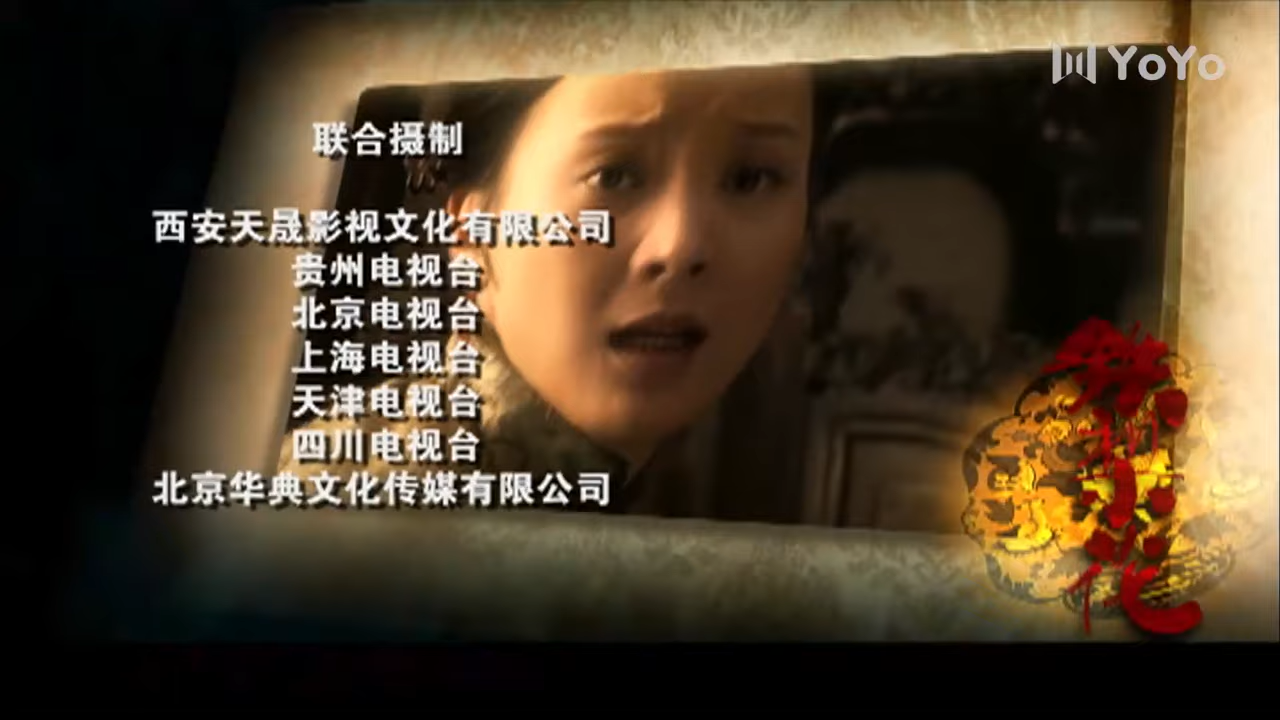 YoYo
联合摄制
西安天晟影视文化有限公司
贵州电视台
北京电视台
上海电视台
天津电视台
四川电视台
北京华典文化传媒有限公司